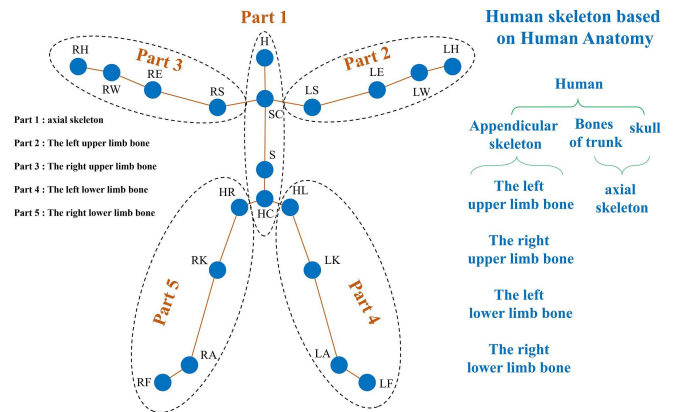 Part 1
Human skeleton based
on Human Anatomy
H
RH
RW
RE
Part 3
RS
SC
LS
Part 2
LE
LW
LH
Part 1 : axial skeleton
Part 2 : The left upper limb bone
Part 3 : The right upper limb bone
Part 4 : The left lower limb bone
Part 5 : The right lower limb bone
S
HR
HC
HL
RK
LK
Part 5
Part 4
RA
LA
RF
LF
Human
Appendicular
skeleton
Bones
of trunk
skull
The left
upper limb bone
axial
skeleton
The right
upper limb bone
The left
lower limb bone
The right
lower limb bone